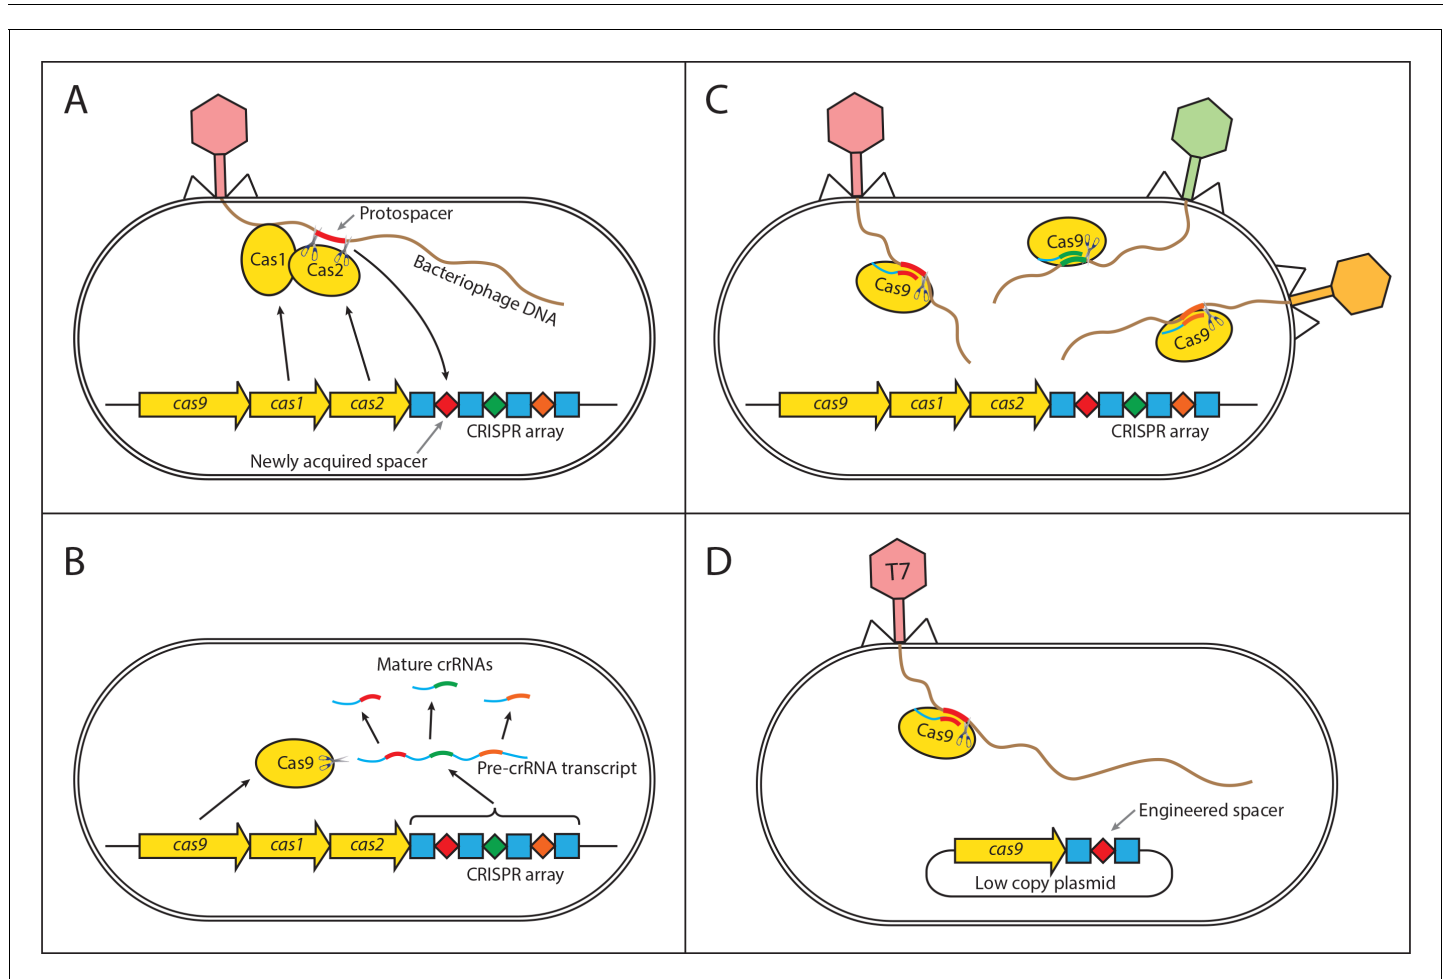 A
Protospacer
Cas1
Cas2
Bacteriophage DNA
cas9
cas1
cas2
CRISPR array
Newly acquired spacer
B
Mature crRNAs
Cas9
Pre-crRNA transcript
cas9
cas1
cas2
CRISPR array
C
Cas9
Cas9
Cas9
cas9
cas1
cas2
CRISPR array
D
T7
Cas9
Engineered spacer
cas9
Low copy plasmid